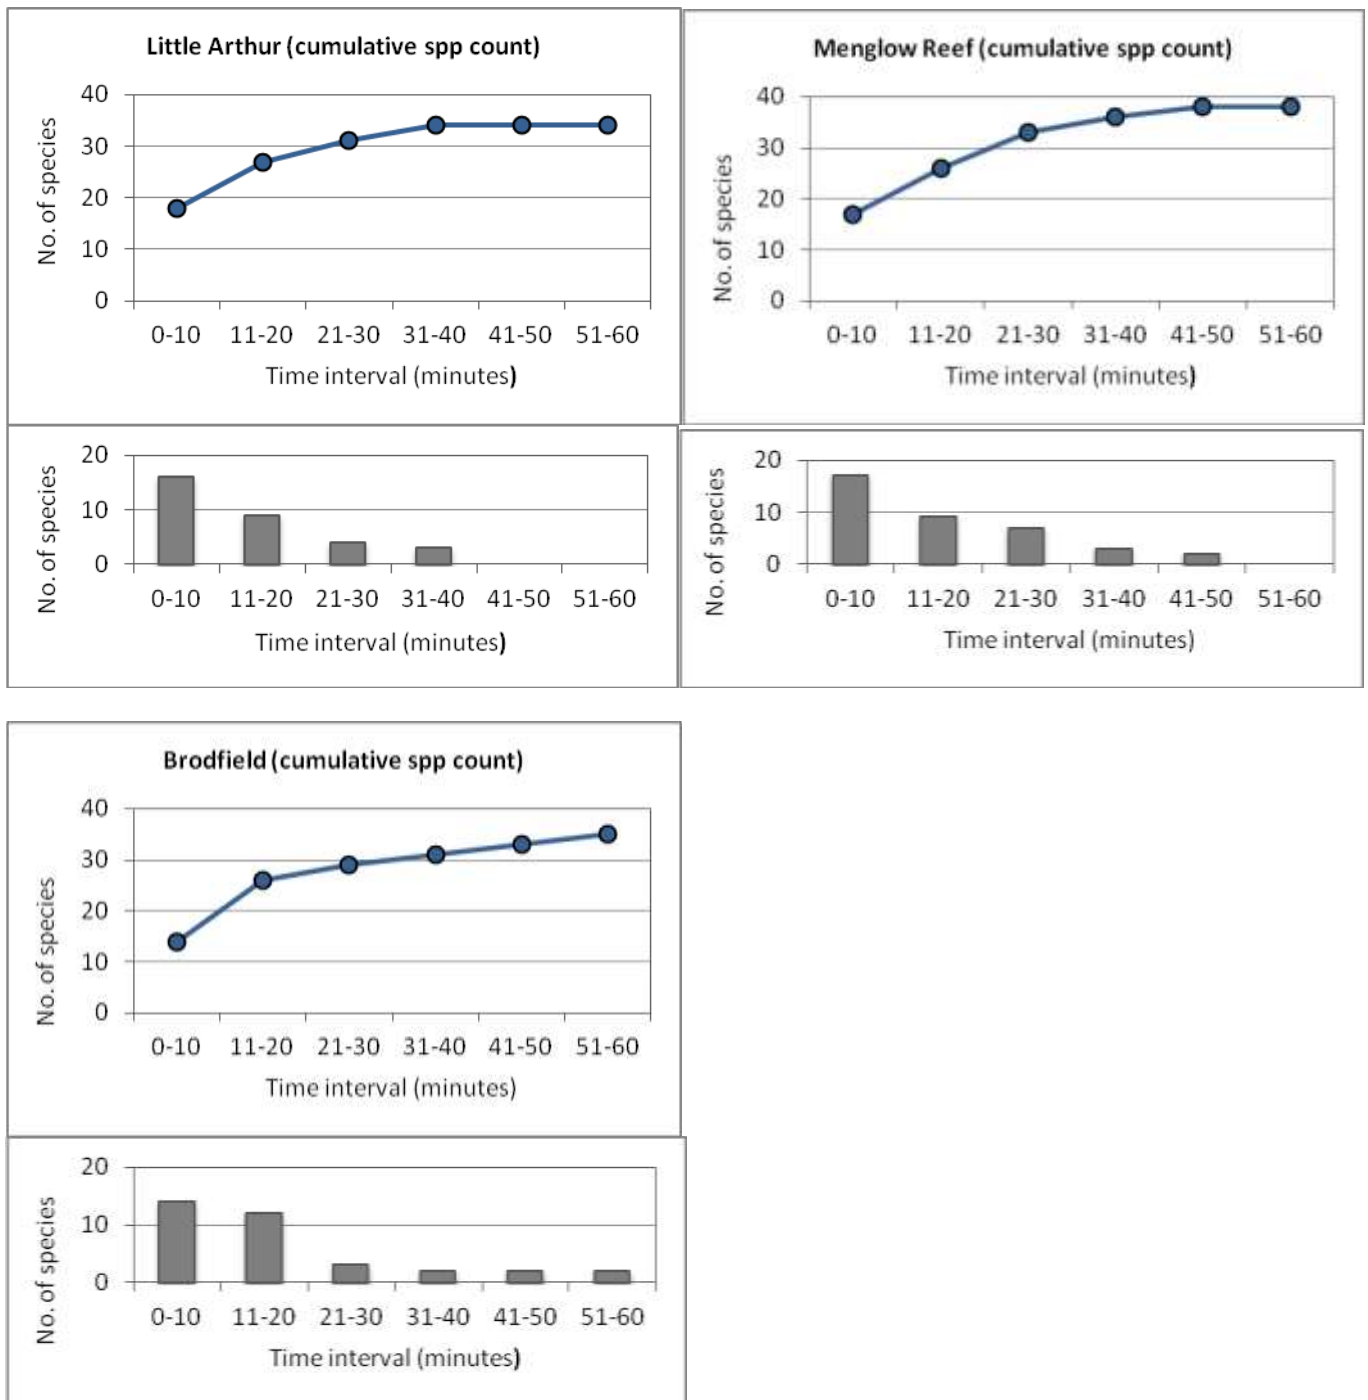 Little Arthur (cumulative spp count)
No. of species
40
30
20
10
0
0-10 11-20 21-30 31-40 41-50 51-60
Time interval (minutes)
Menglow Reef (cumulative spp count)
No. of species
40
30
20
10
0
0-10 11-20 21-30 31-40 41-50 51-60
Time interval (minutes)
No. of species
20
10
0
0-10 11-20 21-30 31-40 41-50 51-60
Time interval (minutes)
No. of species
20
10
0
0-10 11-20 21-30 31-40 41-50 51-60
Time interval (minutes)
Brodfield (cumulative spp count)
No. of species
40
30
20
10
0
0-10 11-20 21-30 31-40 41-50 51-60
Time interval (minutes)
No. of species
20
10
0
0-10 11-20 21-30 31-40 41-50 51-60
Time interval (minutes)